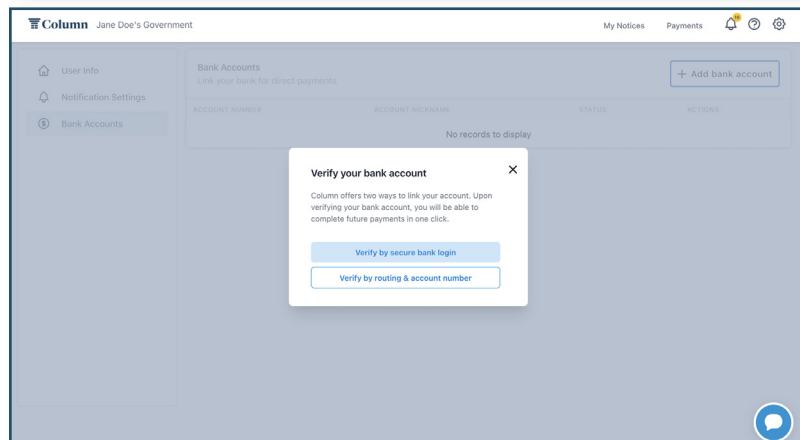 Column Jane Doe's Government
My Notices Payments
User Info
Notification Settings
Bank Accounts
Bank Accounts
Link your bank for direct payments
+ Add bank account
ACCOUNT NUMBER ACCOUNT NICKNAME STATUS ACTIONS
No records to display
Verify your bank account
Column offers two ways to link your account. Upon
verifying your bank account, you will be able to
complete future payments in one click.
Verify by secure bank login
Verify by routing & account number